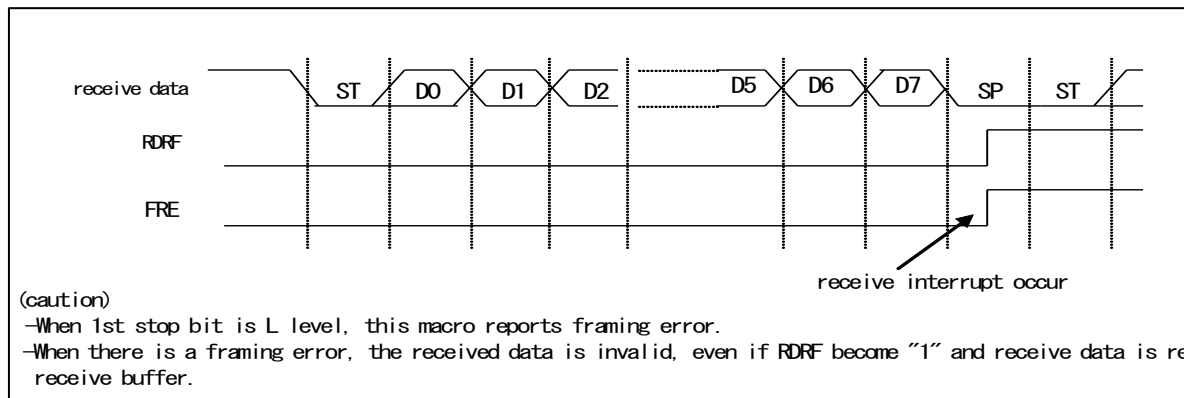 receive data ST D0 D1 D2 D5 D6 D7 SP ST
RDRF
FRE
receive interrupt occur
(caution)
-When 1st stop bit is L level, this macro reports framing error.
-When there is a framing error, the received data is invalid, even if RDRF become "1" and receive data is
receive buffer.